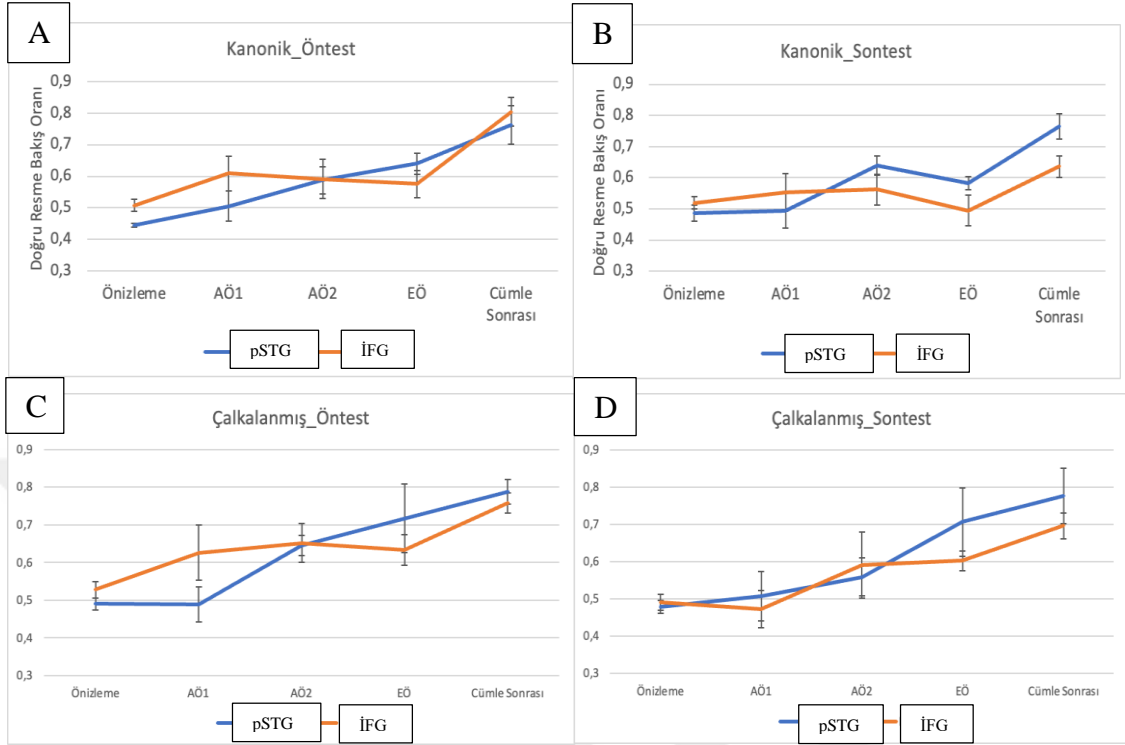 A
Kanonik_Öntest
Doğru Resme Bakış Oranı
0,9
0,8
0,7
0,6
0,5
0,4
0,3
Önizleme AÖ1 AÖ2 EÖ Cümle
Sonrası
pSTG İFG
B
Kanonik_Sontest
Doğru Resme Bakış Oranı
0,9
0,8
0,7
0,6
0,5
0,4
0,3
Önizleme AÖ1 AÖ2 EÖ Cümle
Sonrası
pSTG İFG
C
Çalkalanmış_Öntest
0,9
0,8
0,7
0,6
0,5
0,4
0,3
Önizleme AÖ1 AÖ2 EÖ Cümle Sonrası
pSTG İFG
D
Çalkalanmış_Sontest
0,9
0,8
0,7
0,6
0,5
0,4
0,3
Önizleme AÖ1 AÖ2 EÖ Cümle Sonrası
pSTG İFG